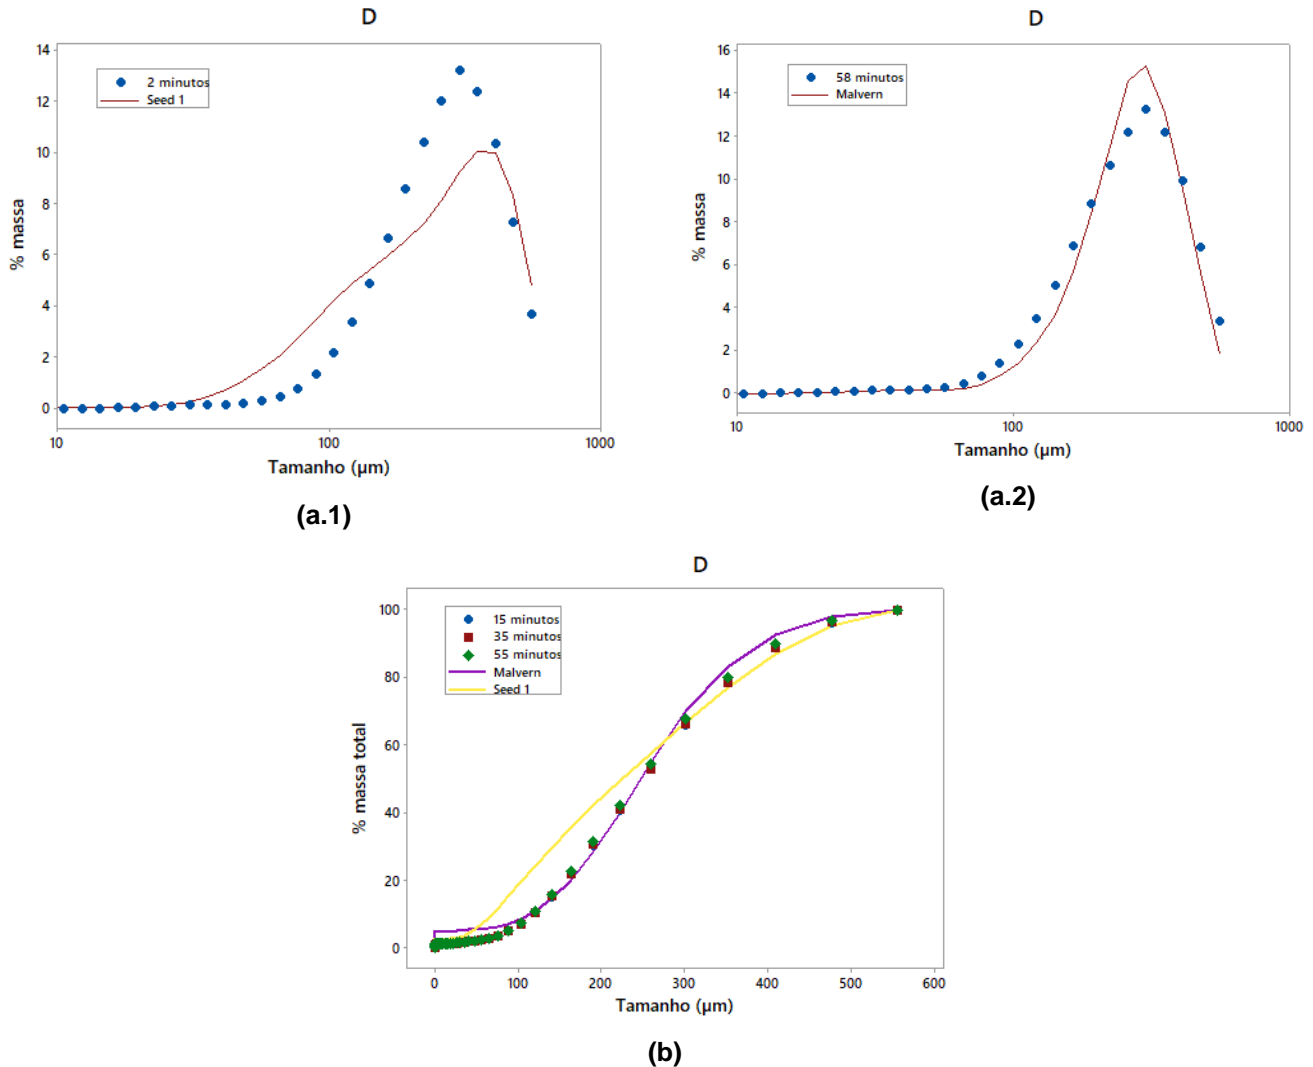 D
14
12
10
8
6
4
2
0
% massa
2 minutos
Seed 1
10
100
1000
Tamanho (µm)
(a.1)
D
16
14
12
10
8
6
4
2
0
% massa
58 minutos
Malvern
10
100
1000
Tamanho (µm)
(a.2)
D
100
80
60
40
20
0
% massa total
15 minutos
35 minutos
55 minutos
Malvern
Seed 1
0
100
200
300
400
500
600
Tamanho (µm)
(b)